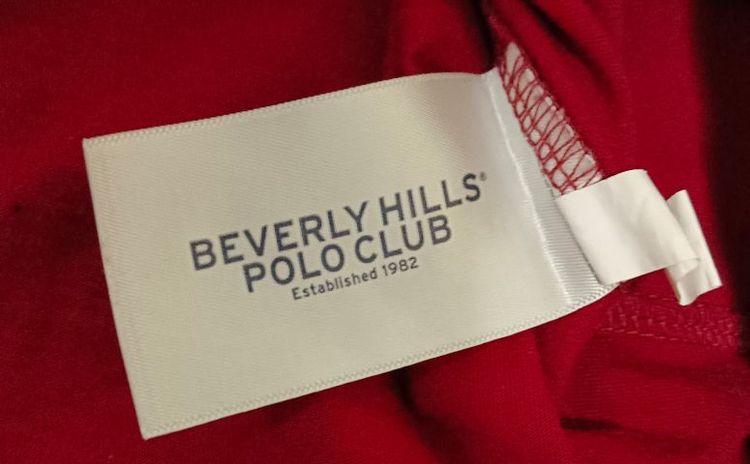 BEVERLY HILLS®
POLO CLUB
Established 1982